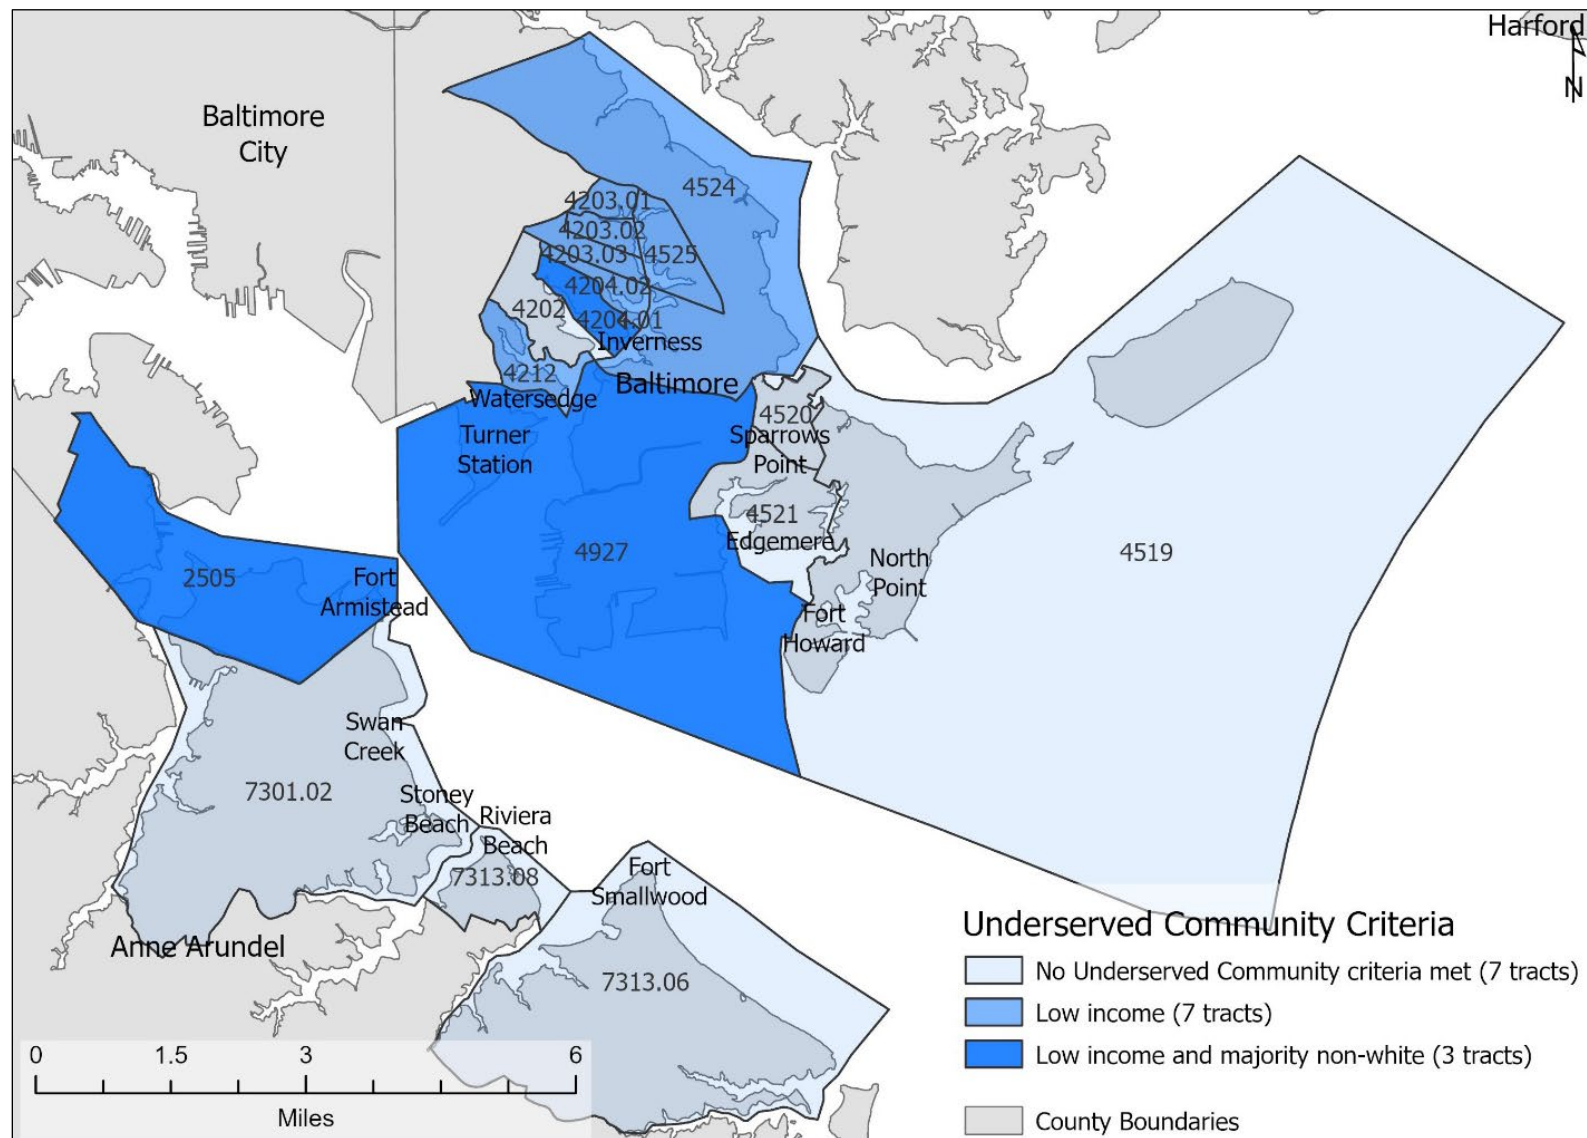 Harford
N
Baltimore
City
4524
4203.01
4203.02
4203.03
4525
4204.02
4202
4204.01
Inverness
4212
Baltimore
Watersedge
4520
Turner
Station
Sparrows
Point
4521
Edgemere
4927
4519
North
Point
2505
Fort
Armistead
Fort
Howard
Swan
Creek
7301.02
Stoney
Beach
Riviera
Beach
7313.08
Fort
Smallwood
Anne Arundel
7313.06
Underserved Community Criteria
No Underserved Community criteria met (7 tracts)
Low income (7 tracts)
Low income and majority non-white (3 tracts)
County Boundaries
0 1.5 3 6
Miles